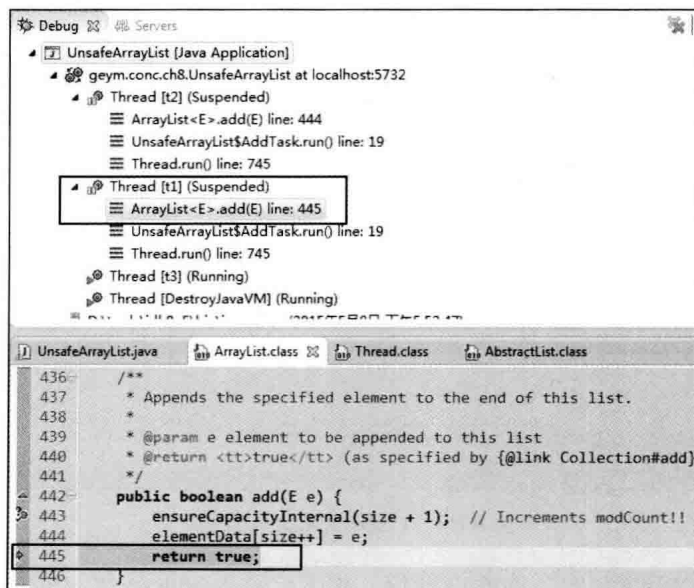 Debug Servers
UnsafeArrayList [Java Application]
geym.conc.ch8.UnsafeArrayList at localhost:5732
Thread [t2] (Suspended)
ArrayList<E>.add(E) line: 444
UnsafeArrayList$AddTask.run() line: 19
Thread.run() line: 745
Thread [t1] (Suspended)
ArrayList<E>.add(E) line: 445
UnsafeArrayList$AddTask.run() line: 19
Thread.run() line: 745
Thread [t3] (Running)
Thread [DestroyJavaVM] (Running)
UnsafeArrayList.java ArrayList.class Thread.class AbstractList.class
436 /**
437 * Appends the specified element to the end of this list.
438 *
439 * @param e element to be appended to this list
440 * @return <tt>true</tt> (as specified by {@link Collection#add}
441 */
442 public boolean add(E e) {
443 ensureCapacityInternal(size + 1); // Increments modCount!!
444 elementData[size++] = e;
445 return true;
446 }